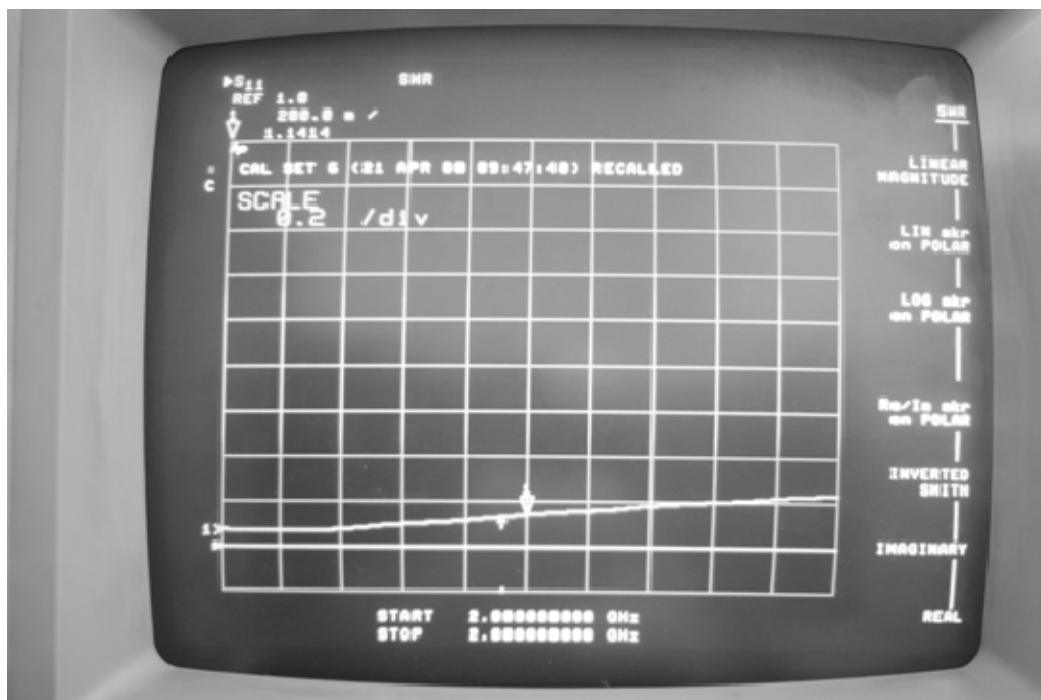 S11
SWR
REF 1.0
200.0 m /
1.1414
hp
CAL SET 6 (21 APR 08 09:47:48) RECALLED
C
SCALE
0.2 /div
1>
START 2.000000000 GHz
STOP 2.000000000 GHz
SWR
LINEAR
MAGNITUDE
LIN mkr
on POLAR
LOG mkr
on POLAR
Re/Im mkr
on POLAR
INVERTED
SMITH
IMAGINARY
REAL